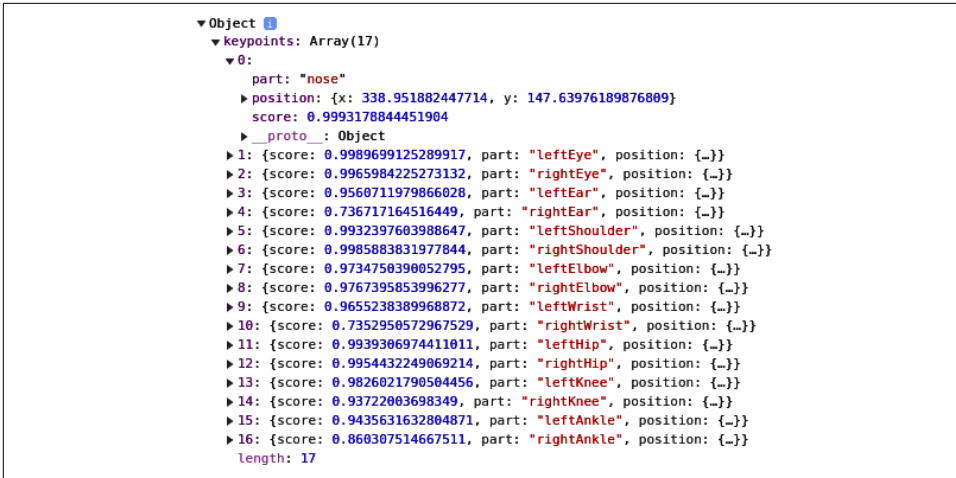 ▼Object i
▼keypoints: Array(17)
▼0:
part: "nose"
▶position: {x: 338.951882447714, y: 147.63976189876809}
score: 0.9993178844451904
▶__proto__: Object
▶1: {score: 0.9989699125289917, part: "leftEye", position: {…}}
▶2: {score: 0.9965984225273132, part: "rightEye", position: {…}}
▶3: {score: 0.9560711979866028, part: "leftEar", position: {…}}
▶4: {score: 0.736717164516449, part: "rightEar", position: {…}}
▶5: {score: 0.9932397603988647, part: "leftShoulder", position: {…}}
▶6: {score: 0.9985883831977844, part: "rightShoulder", position: {…}}
▶7: {score: 0.9734750390052795, part: "leftElbow", position: {…}}
▶8: {score: 0.9767395853996277, part: "rightElbow", position: {…}}
▶9: {score: 0.9655238389968872, part: "leftWrist", position: {…}}
▶10: {score: 0.7352950572967529, part: "rightWrist", position: {…}}
▶11: {score: 0.9939306974411011, part: "leftHip", position: {…}}
▶12: {score: 0.9954432249069214, part: "rightHip", position: {…}}
▶13: {score: 0.9826021790504456, part: "leftKnee", position: {…}}
▶14: {score: 0.93722003698349, part: "rightKnee", position: {…}}
▶15: {score: 0.9435631632804871, part: "leftAnkle", position: {…}}
▶16: {score: 0.860307514667511, part: "rightAnkle", position: {…}}
length: 17